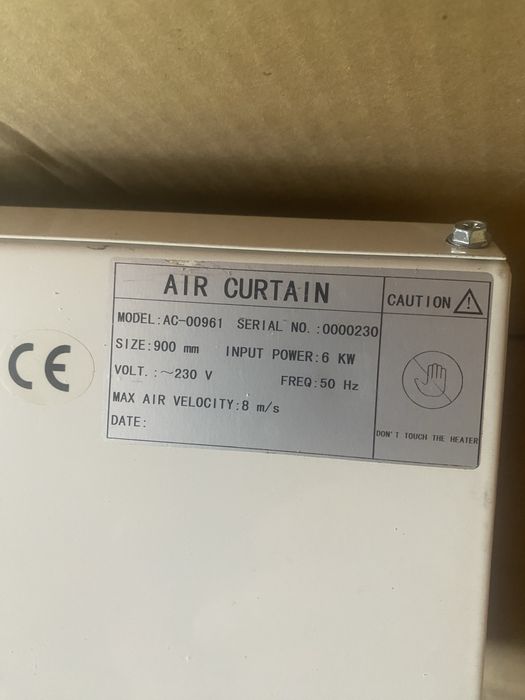 AIR CURTAIN
MODEL:AC-00961 SERIAL NO.:0000230
SIZE:900 mm INPUT POWER:6 KW
VOLT.:~230 V FREQ:50 Hz
MAX AIR VELOCITY:8 m/s
DATE:
CAUTION
DON'T TOUCH THE HEATER
CE